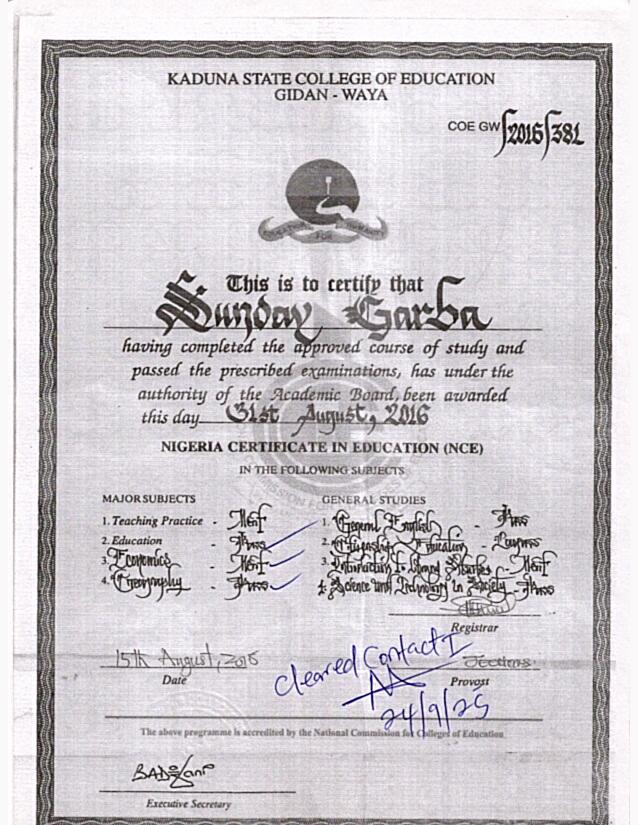 KADUNA STATE COLLEGE OF EDUCATION
GIDAN - WAYA
COE GW/2016/381
FOR
This is to certify that
Sunday Garba
having completed the approved course of study and
passed the prescribed examinations, has under the
authority of the Academic Board, been awarded
this day 31st August, 2016
NIGERIA CERTIFICATE IN EDUCATION (NCE)
IN THE FOLLOWING SUBJECTS
MAJOR SUBJECTS GENERAL STUDIES
1. Teaching Practice - Merit 1. General English - Pass
2. Education - Pass 2. Citizenship Education -
3. Economics - Merit 3. Introduction to Studies - Merit
4. Geography - Pass 4. Science and Technology in Society - Pass
Registrar
15th August,
Date
Cleared Contact I
Provost
24/9/25
The above programme is accredited by the National Commission for Colleges of Education
Executive Secretary